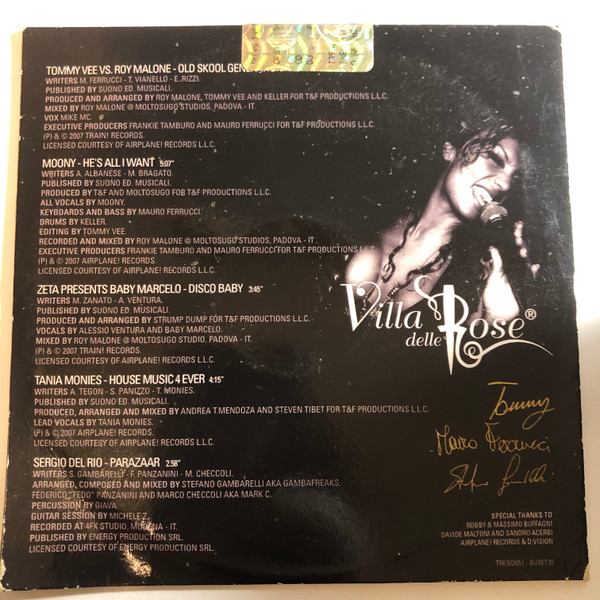 TOMMY VEE VS. ROY MALONE - OLD SKOOL
WRITERS M. FERRUCCI - T. VIANELLO - E. RIZZI.
PUBLISHED BY SUONO ED. MUSICALI.
PRODUCED AND ARRANGED BY ROY MALONE, TOMMY VEE AND KELLER FOR T&F PRODUCTIONS L.L.C.
MIXED BY ROY MALONE @ MOLTOSUGO STUDIOS, PADOVA - IT.
VOX MIKE MC.
EXECUTIVE PRODUCERS FRANKIE TAMBURO AND MAURO FERRUCCI FOR T&F PRODUCTIONS L.L.C.
(P) & © 2007 TRAIN! RECORDS.
LICENSED COURTESY OF AIRPLANE! RECORDS L.L.C.
MOONY - HE'S ALL I WANT 5:07"
WRITERS A. ALBANESE - M. BRAGATO.
PUBLISHED BY SUONO ED. MUSICALI.
PRODUCED BY T&F AND MOLTOSUGO FOR T&F PRODUCTIONS L.L.C.
ALL VOCALS BY MOONY.
KEYBOARDS AND BASS BY MAURO FERRUCCI.
DRUMS BY KELLER.
EDITING BY TOMMY VEE.
RECORDED AND MIXED BY ROY MALONE @ MOLTOSUGO STUDIOS, PADOVA - IT.
EXECUTIVE PRODUCERS FRANKIE TAMBURO AND MAURO FERRUCCI FOR T&F PRODUCTIONS L.L.C.
(P) & © 2007 AIRPLANE! RECORDS.
LICENSED COURTESY OF AIRPLANE! RECORDS L.L.C.
ZETA PRESENTS BABY MARCELO - DISCO BABY 3:45"
WRITERS M. ZANATO - A. VENTURA.
PUBLISHED BY SUONO ED. MUSICALI.
PRODUCED AND ARRANGED BY STRUMP DUMP FOR T&F PRODUCTIONS L.L.C.
VOCALS BY ALESSIO VENTURA AND BABY MARCELO.
MIXED BY ROY MALONE @ MOLTOSUGO STUDIO, PADOVA - IT.
(P) & © 2007 TRAIN! RECORDS.
LICENSED COURTESY OF AIRPLANE! RECORDS L.L.C.
TANIA MONIES - HOUSE MUSIC 4 EVER 4:15"
WRITERS A. TEGON - S. PANIZZO - T. MONIES.
PUBLISHED BY SUONO ED. MUSICALI.
PRODUCED, ARRANGED AND MIXED BY ANDREA T.MENDOZA AND STEVEN TIBET FOR T&F PRODUCTIONS L.L.C.
LEAD VOCALS BY TANIA MONIES.
(P) & © 2007 AIRPLANE! RECORDS.
LICENSED COURTESY OF AIRPLANE! RECORDS L.L.C.
SERGIO DEL RIO - PARAZAAR 2:58"
WRITERS S. GAMBARELLI - F. PANZANINI - M. CHECCOLI.
ARRANGED, COMPOSED AND MIXED BY STEFANO GAMBARELLI AKA GAMBAFREAKS,
FEDERICO "FEDO" PANZANINI AND MARCO CHECCOLI AKA MARK C.
PERCUSSION BY GIAVA.
GUITAR SESSION BY MICHELE Z.
RECORDED AT 4FX STUDIO, MODENA - IT.
PUBLISHED BY ENERGY PRODUCTION SRL.
LICENSED COURTESY OF ENERGY PRODUCTION SRL.
Villa delle Rose®
Tommy
Mauro Ferrucci
SPECIAL THANKS TO
ROBBY & MASSIMO BUFFAGNI
DAVIDE MALTONI AND SANDRO ACERBI
AIRPLANE! RECORDS & D:VISION
TREND051 - DJSET35